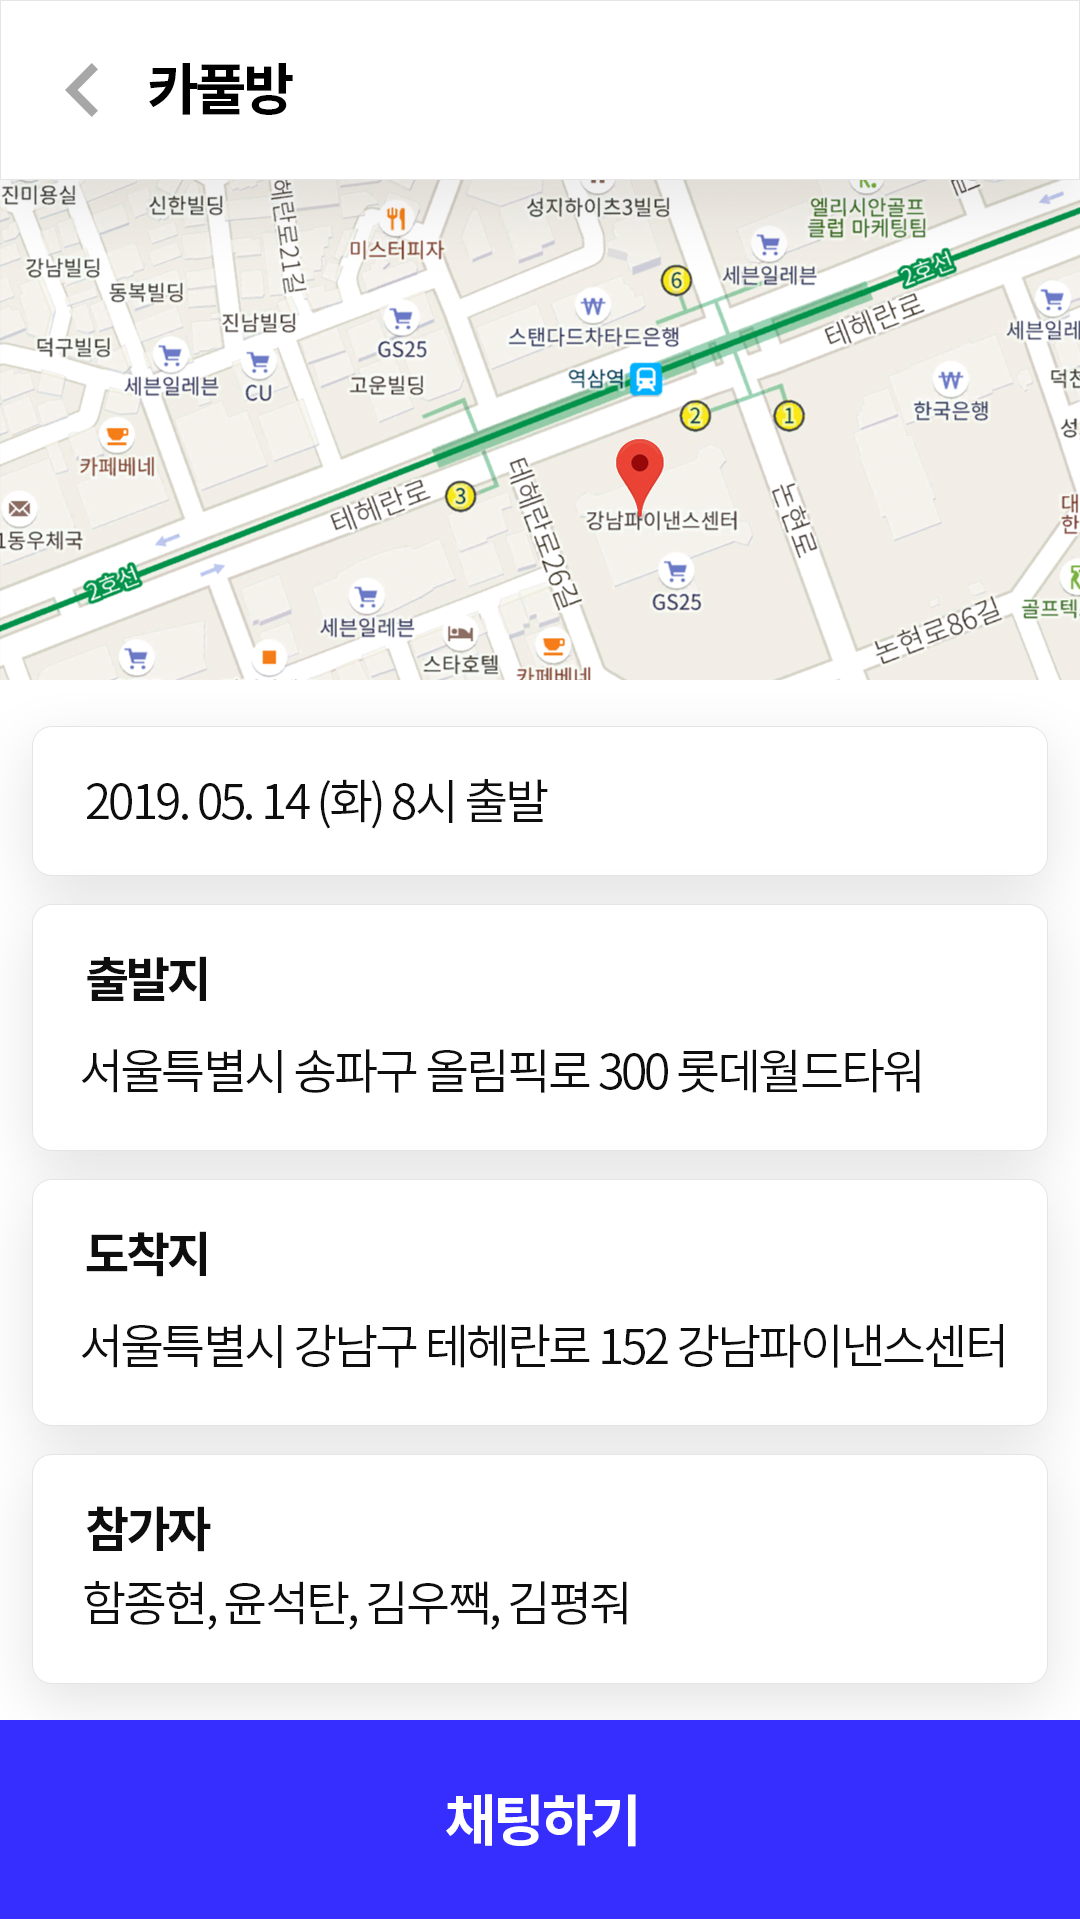 카풀방
진미용실
신한빌딩
헤란로21길
미스터피자
성지하이츠3빌딩
엘리시안골프
클럽 마케팅팀
강남빌딩
동복빌딩
6
세븐일레븐
2호선
진남빌딩
스탠다드차타드은행
테헤란로
세븐일레
덕구빌딩
GS25
세븐일레븐
CU
고운빌딩
역삼역
한국은행
덕천
2
1
성
카페베네
3
테헤란로
테헤란로26길
강남파이낸스센터
논현로
대
한
1동우체국
2호선
GS25
세븐일레븐
스타호텔
카페베네
논현로86길
골프텍
2019. 05. 14 (화) 8시 출발
출발지
서울특별시 송파구 올림픽로 300 롯데월드타워
도착지
서울특별시 강남구 테헤란로 152 강남파이낸스센터
참가자
함종현, 윤석탄, 김우짹, 김평줘
채팅하기